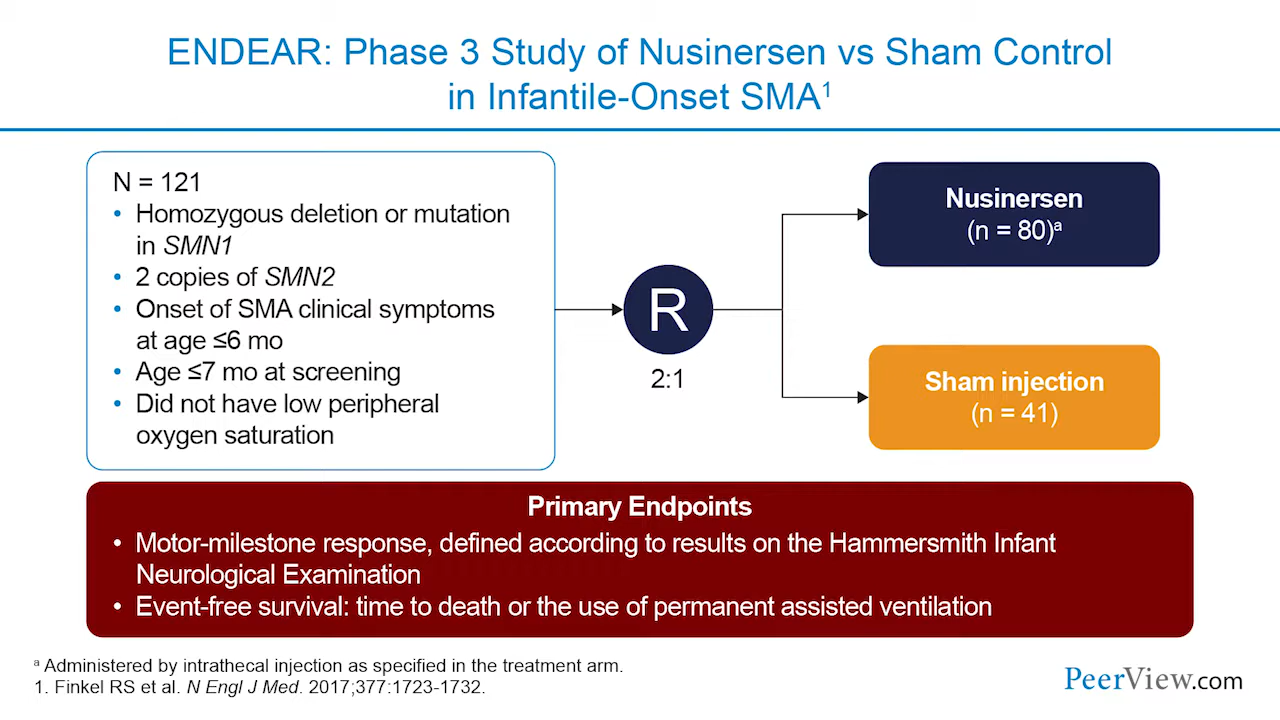 ENDEAR: Phase 3 Study of Nusinersen vs Sham Control
in Infantile-Onset SMA¹
N = 121
• Homozygous deletion or mutation
in SMN1
• 2 copies of SMN2
• Onset of SMA clinical symptoms
at age ≤6 mo
• Age ≤7 mo at screening
• Did not have low peripheral
oxygen saturation
R
2:1
Nusinersen
(n = 80)ᵃ
Sham injection
(n = 41)
Primary Endpoints
• Motor-milestone response, defined according to results on the Hammersmith Infant
Neurological Examination
• Event-free survival: time to death or the use of permanent assisted ventilation
ᵃ Administered by intrathecal injection as specified in the treatment arm.
1. Finkel RS et al. N Engl J Med. 2017;377:1723-1732.
PeerView.com